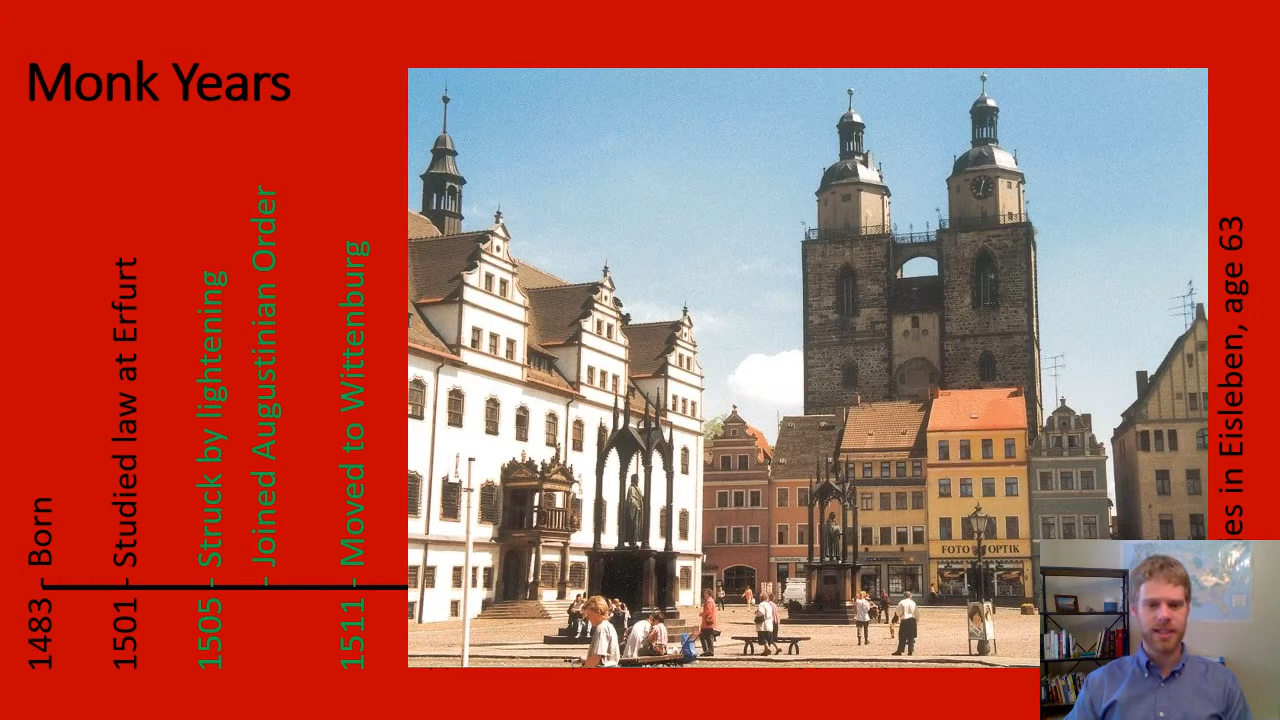 Monk Years
1483 - Born
1501 - Studied law at Erfurt
1505 - Struck by lightening
- Joined Augustinian Order
1511 - Moved to Wittenburg
FOTO OPTIK
es in Eisleben, age 63